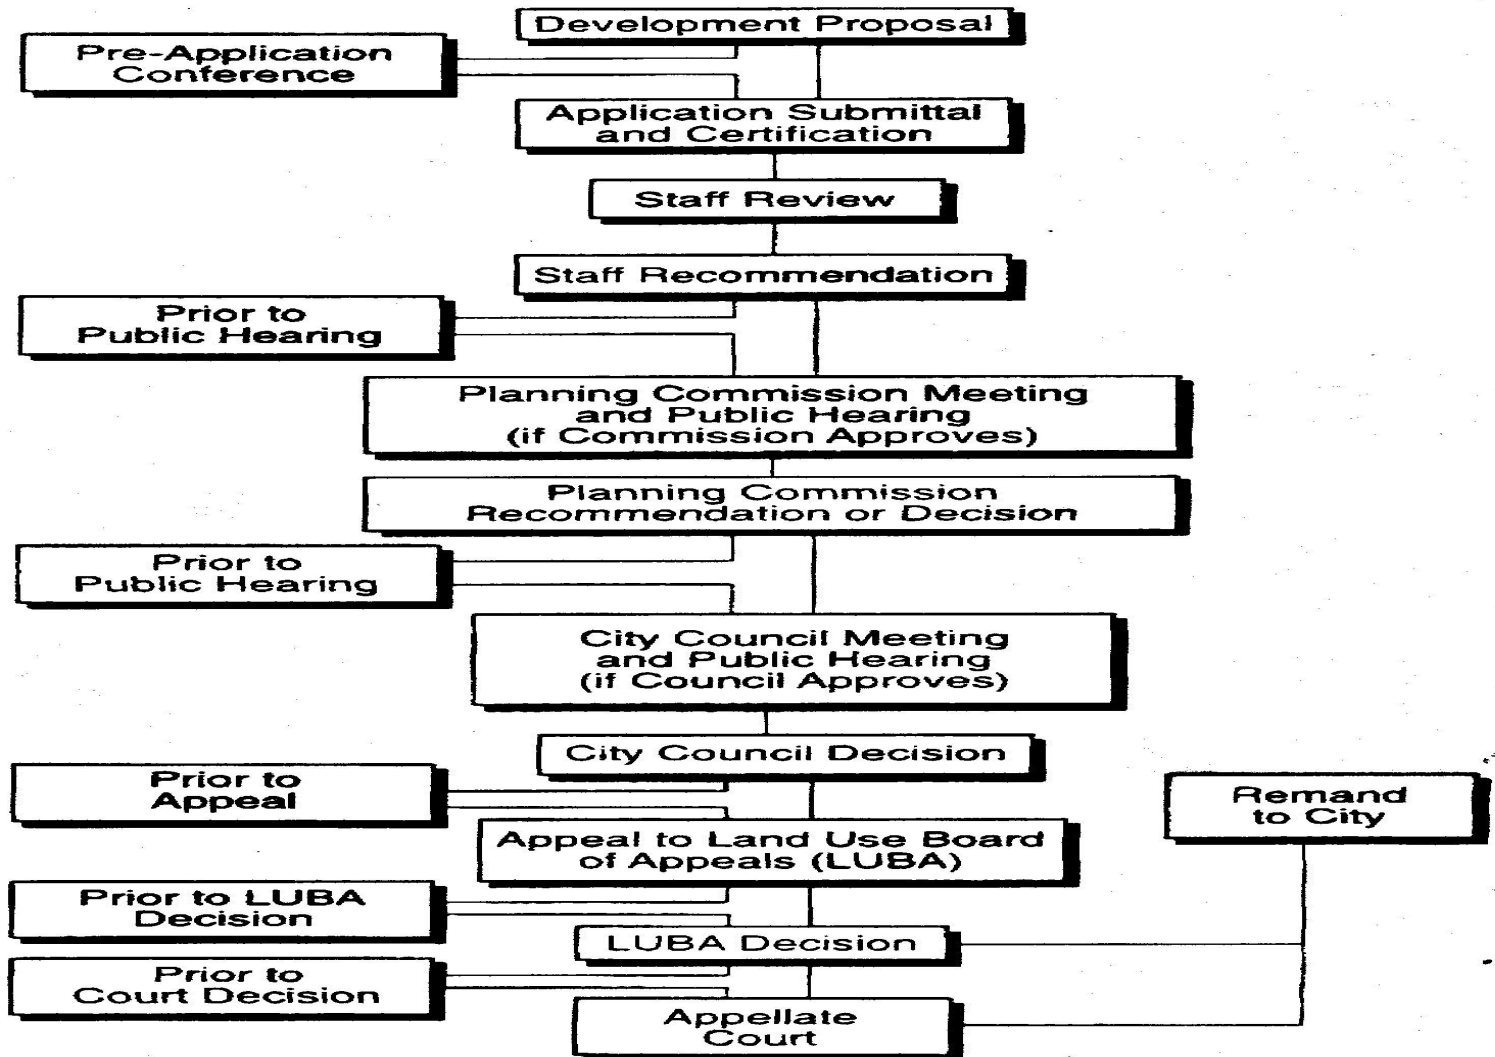 Development Proposal
Pre-Application
Conference
Application Submittal
and Certification
Staff Review
Staff Recommendation
Prior to
Public Hearing
Planning Commission Meeting
and Public Hearing
(if Commission Approves)
Planning Commission
Recommendation or Decision
Prior to
Public Hearing
City Council Meeting
and Public Hearing
(if Council Approves)
City Council Decision
Prior to
Appeal
Remand
to City
Appeal to Land Use Board
of Appeals (LUBA)
Prior to LUBA
Decision
LUBA Decision
Prior to
Court Decision
Appellate
Court